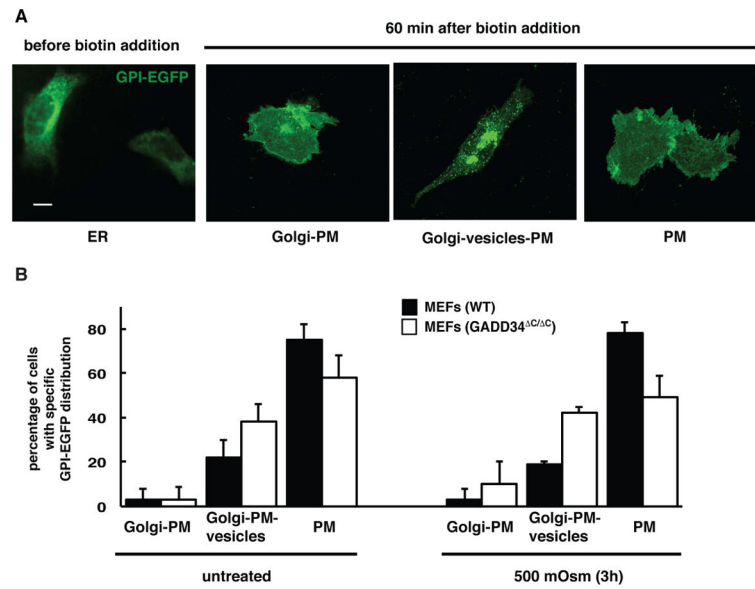 A
before biotin addition
60 min after biotin addition
GPI-EGFP
ER
Golgi-PM
Golgi-vesicles-PM
PM
B
percentage of cells
with specific
GPI-EGFP distribution
80
60
40
20
0
MEFs (WT)
MEFs (GADD34ΔC/ΔC)
Golgi-PM
Golgi-PM-
vesicles
PM
Golgi-PM
Golgi-PM-
vesicles
PM
untreated
500 mOsm (3h)